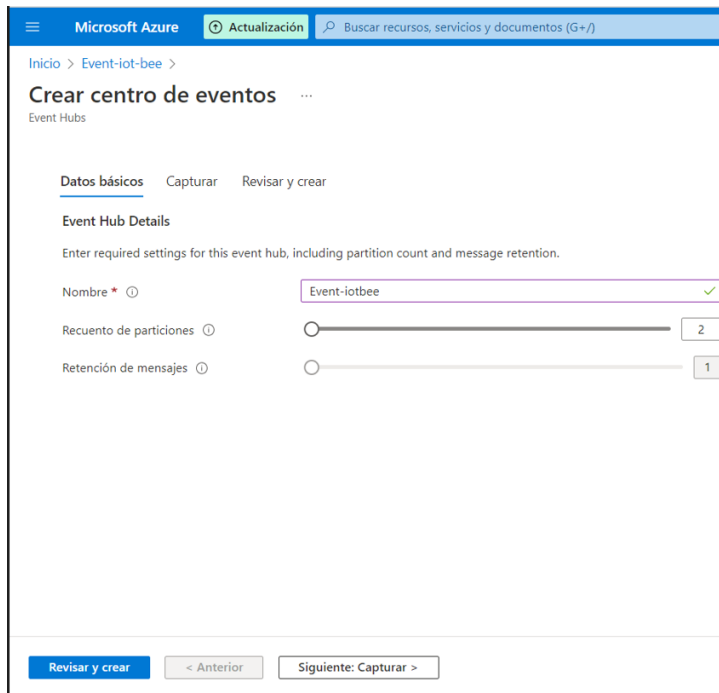 Microsoft Azure Actualización Buscar recursos, servicios y documentos (G+/)
Inicio > Event-iot-bee >
Crear centro de eventos ...
Event Hubs
Datos básicos Capturar Revisar y crear
Event Hub Details
Enter required settings for this event hub, including partition count and message retention.
Nombre * Event-iotbee
Recuento de particiones 2
Retención de mensajes 1
Revisar y crear < Anterior Siguiente: Capturar >